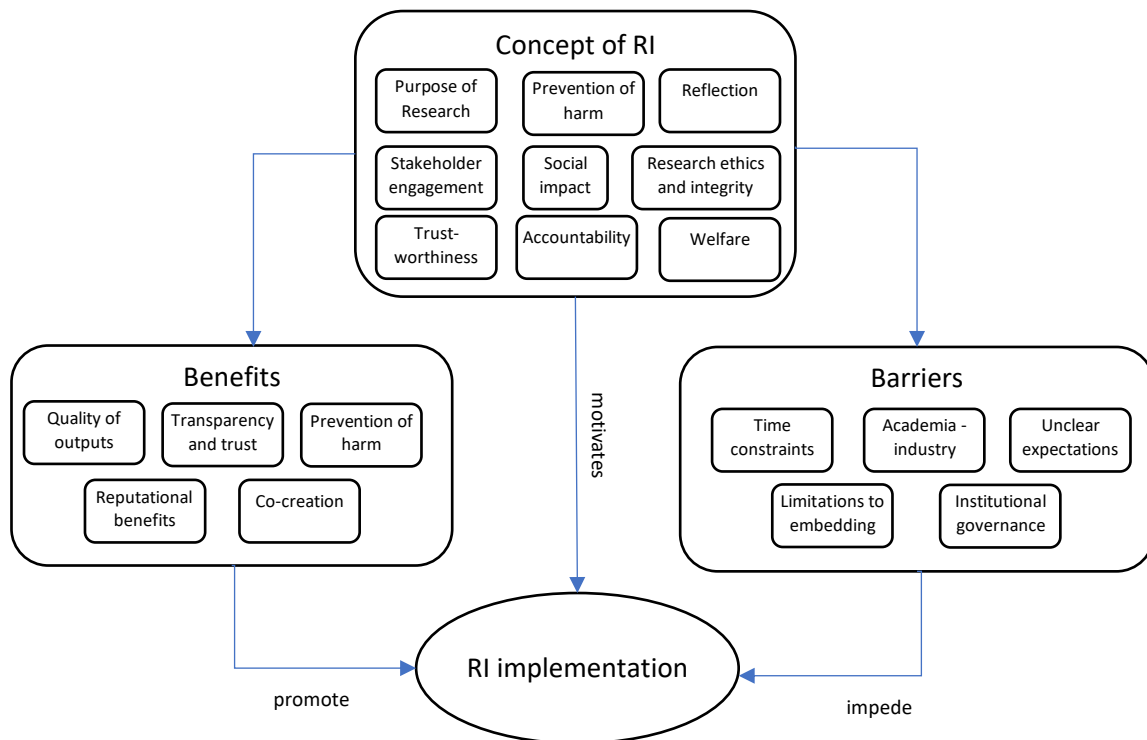 Concept of RI
Purpose of
Research
Prevention of
harm
Reflection
Stakeholder
engagement
Social
impact
Research ethics
and integrity
Trust-
worthiness
Accountability
Welfare
Benefits
Quality of
outputs
Transparency
and trust
Prevention of
harm
Reputational
benefits
Co-creation
motivates
Barriers
Time
constraints
Academia -
industry
Unclear
expectations
Limitations to
embedding
Institutional
governance
RI implementation
promote
impede